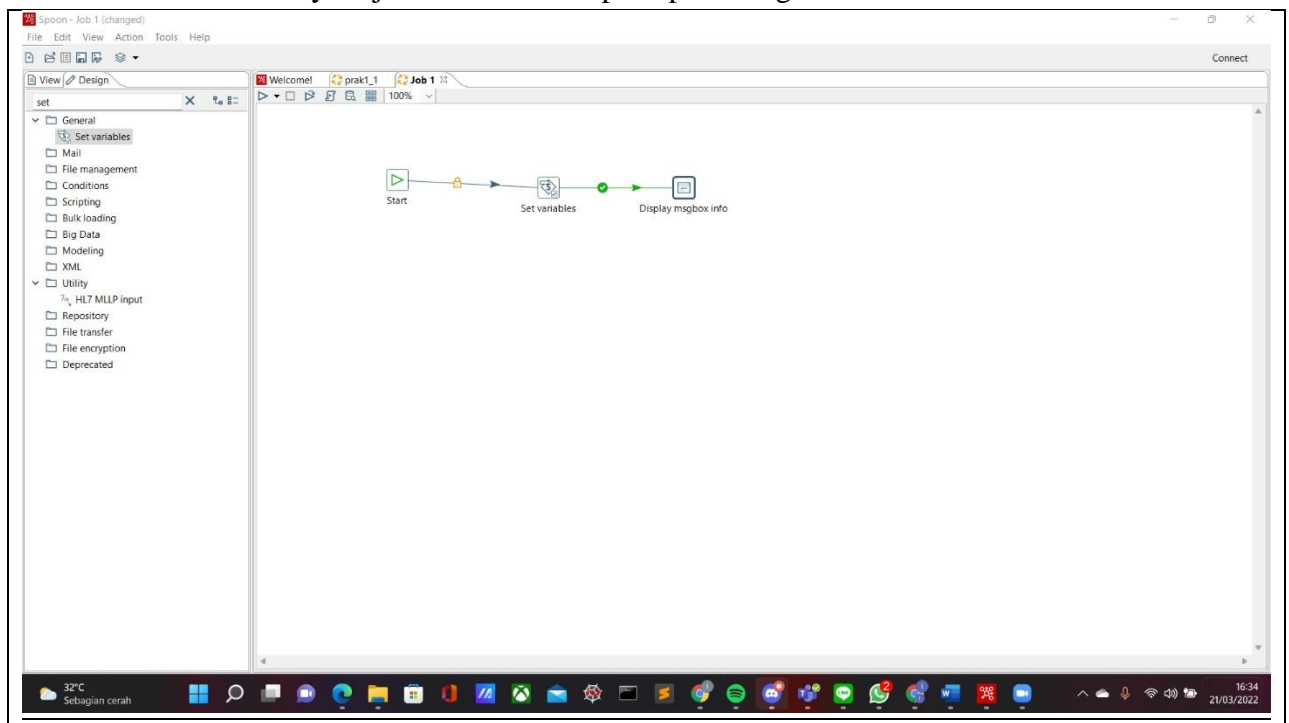 Spoon - Job 1 (changed)
File Edit View Action Tools Help
Connect
View Design
Welcome! prak1_1 Job 1
set
100%
General
Set variables
Mail
File management
Conditions
Scripting
Bulk loading
Big Data
Modeling
XML
Utility
HL7 MLLP input
Repository
File transfer
File encryption
Deprecated
Start
Set variables
Display msgbox info
32°C
Sebagian cerah
16:34
21/03/2022